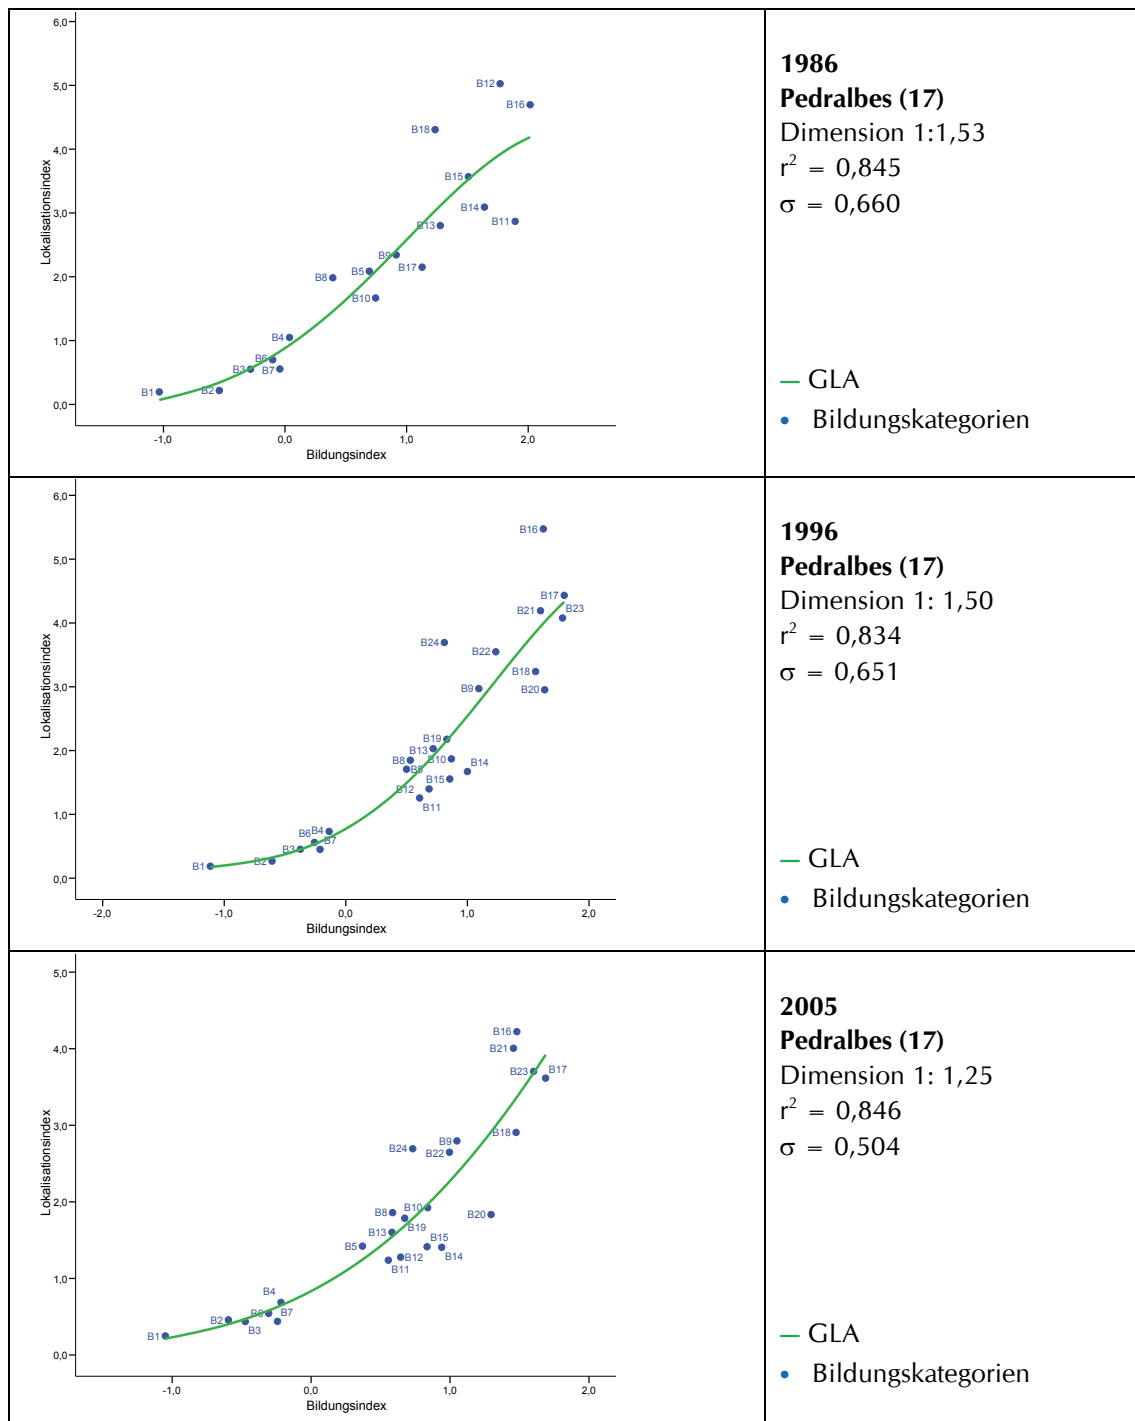 6,0
5,0
4,0
3,0
2,0
1,0
0,0
Lokalisationsindex
B12
B16
B18
B15
B14
B11
B13
B9
B17
B5
B8
B10
B4
B6
B3
B7
B1
B2
-1,0 0,0 1,0 2,0
Bildungsindex
1986
Pedralbes (17)
Dimension 1:1,53
r² = 0,845
σ = 0,660
GLA
Bildungskategorien
6,0
5,0
4,0
3,0
2,0
1,0
0,0
Lokalisationsindex
B16
B17
B23
B21
B24
B22
B18
B9
B20
B19
B13
B8
B10
B14
B5
B15
B12
B11
B6
B4
B7
B3
B1
B2
-2,0 -1,0 0,0 1,0 2,0
Bildungsindex
1996
Pedralbes (17)
Dimension 1: 1,50
r² = 0,834
σ = 0,651
GLA
Bildungskategorien
5,0
4,0
3,0
2,0
1,0
0,0
Lokalisationsindex
B16
B21
B23
B17
B18
B9
B24
B22
B10
B8
B20
B19
B13
B15
B5
B12
B14
B11
B4
B6
B7
B2
B3
B1
-1,0 0,0 1,0 2,0
Bildungsindex
2005
Pedralbes (17)
Dimension 1: 1,25
r² = 0,846
σ = 0,504
GLA
Bildungskategorien